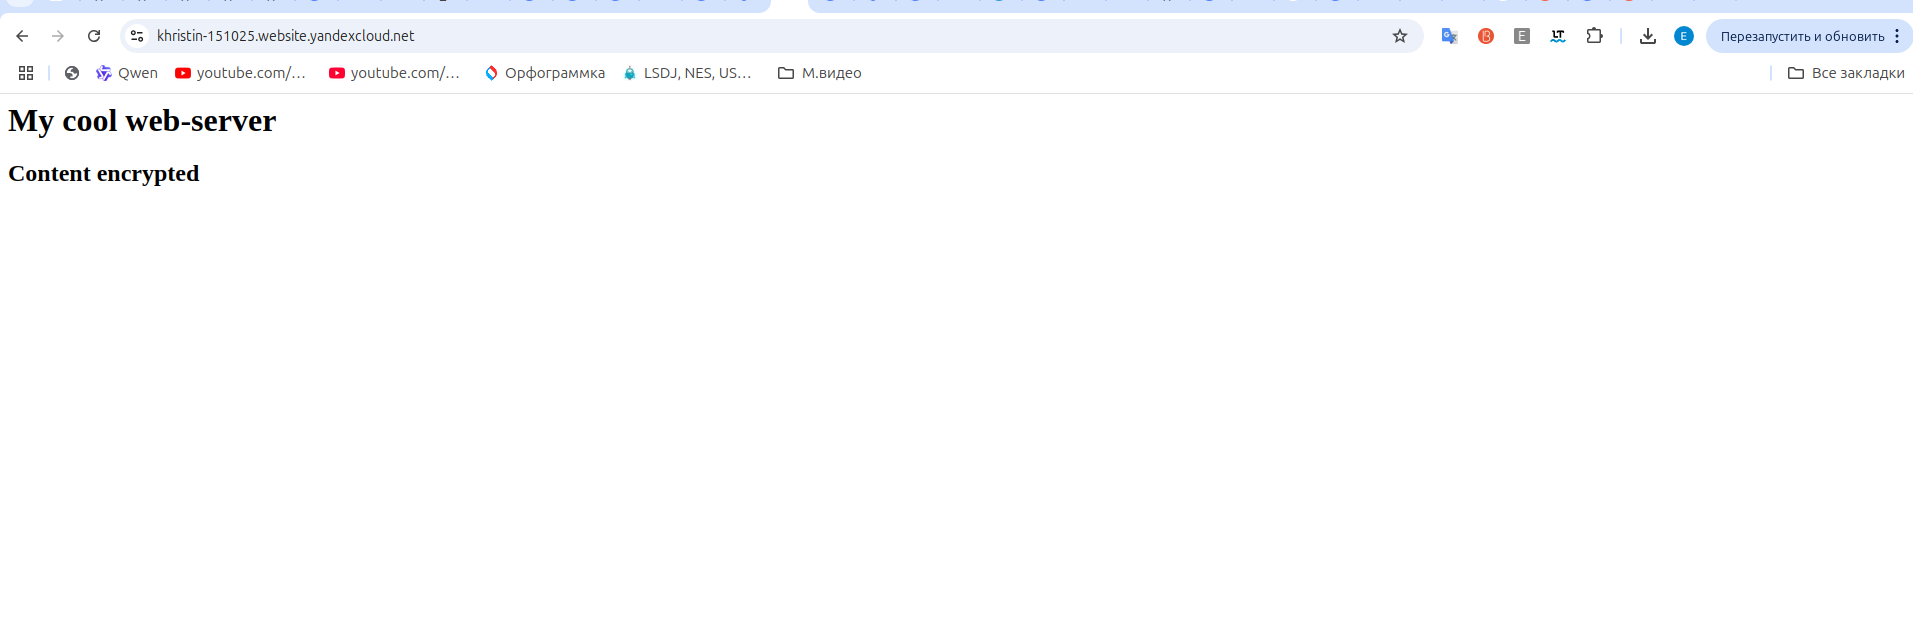 khristin-151025.website.yandexcloud.net
E
LT
E
Перезапустить и обновить
Qwen
youtube.com/...
youtube.com/...
Орфограммка
LSDJ, NES, US...
М.видео
Все закладки
My cool web-server
Content encrypted